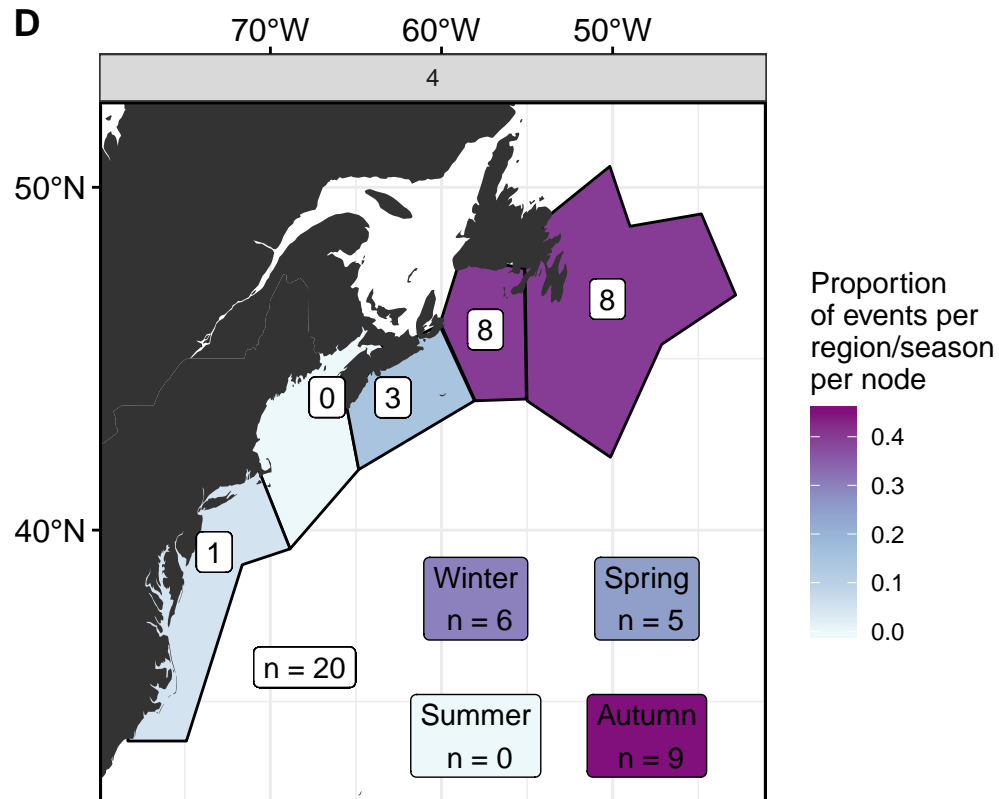 D
70°W 60°W 50°W
4
50°N
40°N
8
8
0
3
1
n = 20
Winter
n = 6
Spring
n = 5
Summer
n = 0
Autumn
n = 9
Proportion
of events per
region/season
per node
0.4
0.3
0.2
0.1
0.0